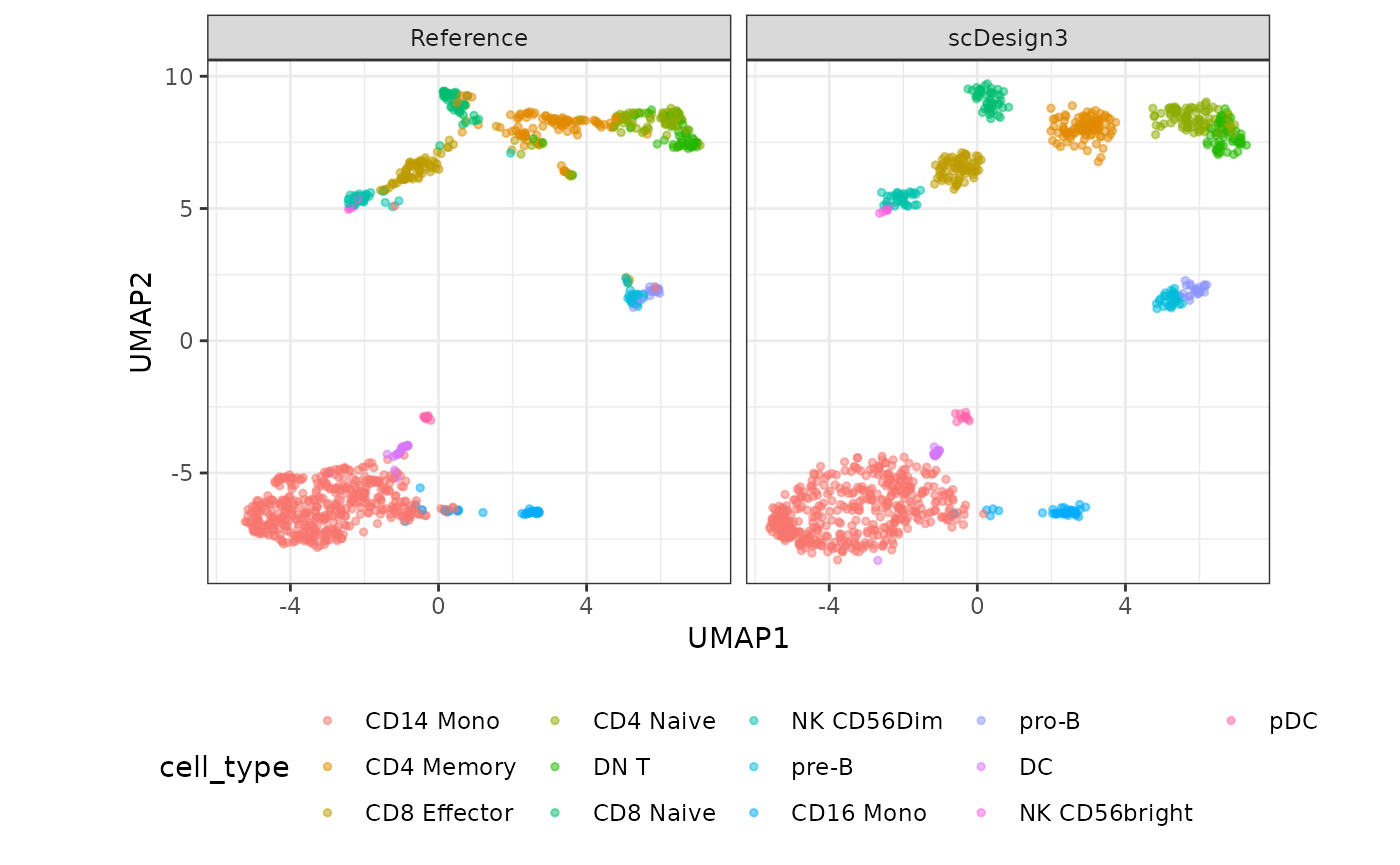 Reference scDesign3
10
5
0
-5
UMAP2
-4 0 4 -4 0 4
UMAP1
CD14 Mono CD4 Naive NK CD56Dim pro-B pDC
cell_type CD4 Memory DN T pre-B DC
CD8 Effector CD8 Naive CD16 Mono NK CD56bright